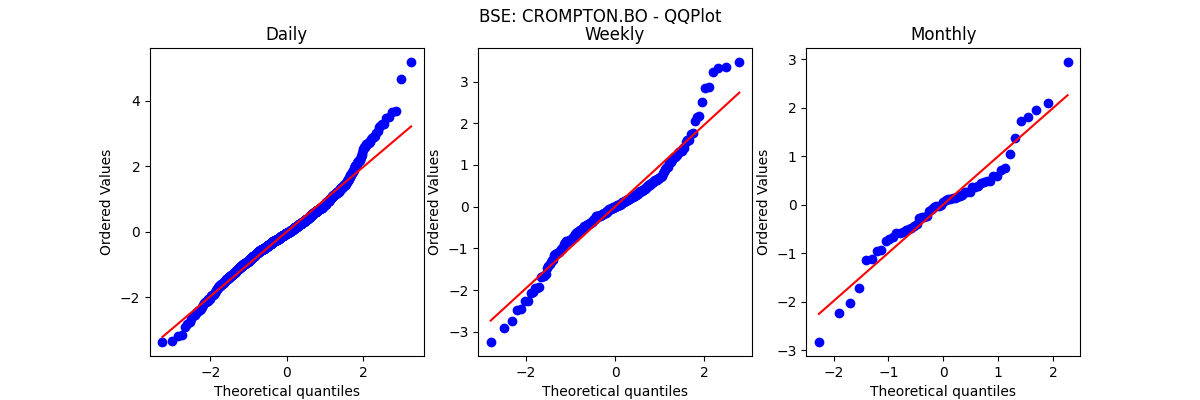 BSE: CROMPTON.BO - QQPlot
Daily
Weekly
Monthly
Ordered Values
4
2
0
−2
−2
0
2
Theoretical quantiles
Ordered Values
3
2
1
0
−1
−2
−3
−2
0
2
Theoretical quantiles
Ordered Values
3
2
1
0
−1
−2
−3
−2
−1
0
1
2
Theoretical quantiles